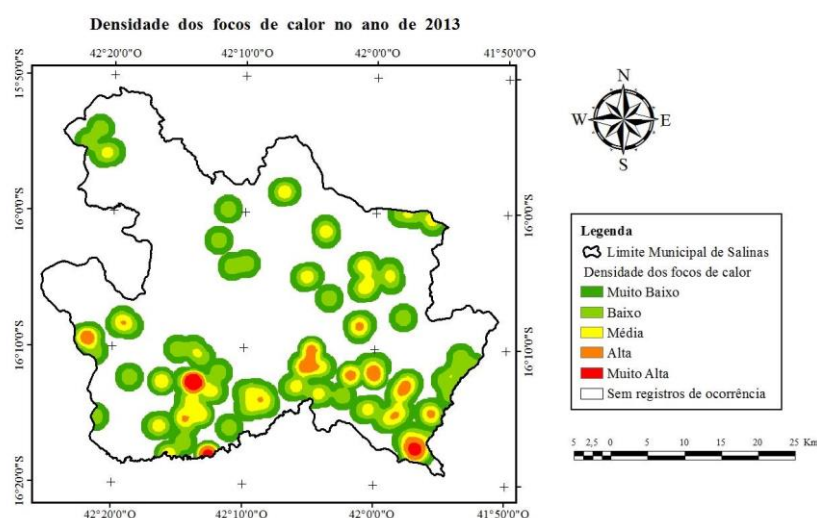 Densidade dos focos de calor no ano de 2013
42°20'0"O 42°10'0"O 42°0'0"O 41°50'0"O
15°50'0"S 15°50'0"S
16°0'0"S 16°0'0"S
16°10'0"S 16°10'0"S
16°20'0"S 16°20'0"S
42°20'0"O 42°10'0"O 42°0'0"O 41°50'0"O
N
W E
S
Legenda
Limite Municipal de Salinas
Densidade dos focos de calor
Muito Baixo
Baixo
Média
Alta
Muito Alta
Sem registros de ocorrência
5 2,5 0 5 10 15 20 25 Km